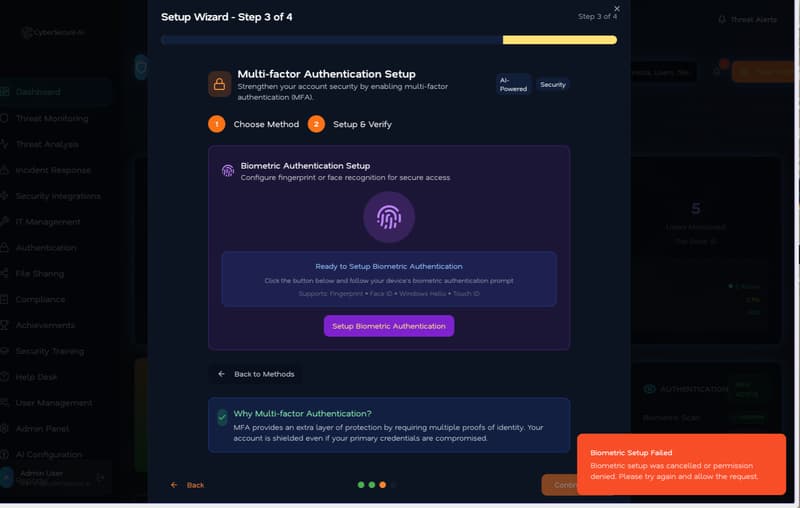 Setup Wizard - Step 3 of 4
Step 3 of 4
Threat Alerts
CyberSecure AI
Multi-factor Authentication Setup
Strengthen your account security by enabling multi-factor
authentication (MFA).
AI-
Powered
Security
1 Choose Method 2 Setup & Verify
Biometric Authentication Setup
Configure fingerprint or face recognition for secure access
Ready to Setup Biometric Authentication
Click the button below and follow your device's biometric authentication prompt
Supports: Fingerprint • Face ID • Windows Hello • Touch ID
Setup Biometric Authentication
Back to Methods
Why Multi-factor Authentication?
MFA provides an extra layer of protection by requiring multiple proofs of identity. Your
account is shielded even if your primary credentials are compromised.
Back
Dashboard
Threat Monitoring
Threat Analysis
Incident Response
Security Integrations
IT Management
Authentication
File Sharing
Compliance
Achievements
Security Training
Help Desk
User Management
Admin Panel
AI Configuration
Admin User
5
Users Monitored
AUTHENTICATION
Biometric Scan
Biometric Setup Failed
Biometric setup was cancelled or permission
denied. Please try again and allow the request.